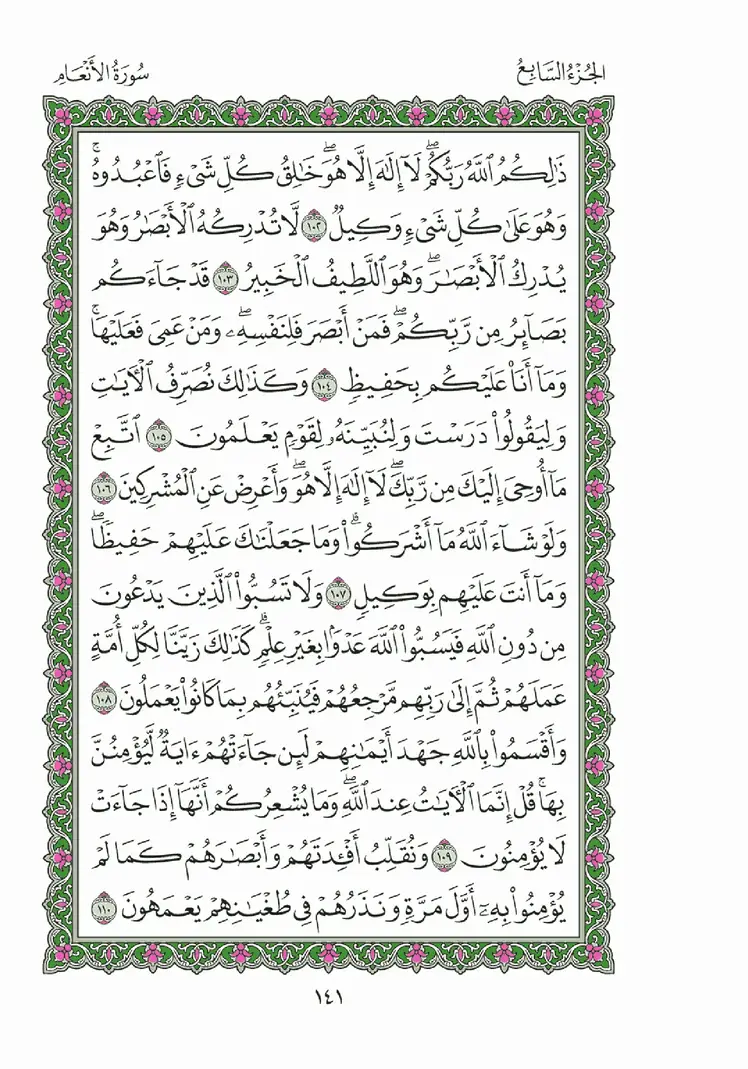 الجُزْءُ السَّابِعُ
سُورَةُ الأَنْعَامِ
ذَٰلِكُمُ ٱللَّهُ رَبُّكُمْۖ لَآ إِلَٰهَ إِلَّا هُوَۖ خَٰلِقُ كُلِّ شَىْءٍ فَٱعْبُدُوهُۚ
وَهُوَ عَلَىٰ كُلِّ شَىْءٍ وَكِيلٌ ١٠٢ لَّا تُدْرِكُهُ ٱلْأَبْصَٰرُ وَهُوَ
يُدْرِكُ ٱلْأَبْصَٰرَۖ وَهُوَ ٱللَّطِيفُ ٱلْخَبِيرُ ١٠٣ قَدْ جَآءَكُم
بَصَآئِرُ مِن رَّبِّكُمْۖ فَمَنْ أَبْصَرَ فَلِنَفْسِهِۦۖ وَمَنْ عَمِىَ فَعَلَيْهَاۚ
وَمَآ أَنَا۠ عَلَيْكُم بِحَفِيظٍ ١٠٤ وَكَذَٰلِكَ نُصَرِّفُ ٱلْءَايَٰتِ
وَلِيَقُولُوا۟ دَرَسْتَ وَلِنُبَيِّنَهُۥ لِقَوْمٍ يَعْلَمُونَ ١٠٥ ٱتَّبِعْ
مَآ أُوحِىَ إِلَيْكَ مِن رَّبِّكَۖ لَآ إِلَٰهَ إِلَّا هُوَۖ وَأَعْرِضْ عَنِ ٱلْمُشْرِكِينَ ١٠٦
وَلَوْ شَآءَ ٱللَّهُ مَآ أَشْرَكُوا۟ۗ وَمَا جَعَلْنَٰكَ عَلَيْهِمْ حَفِيظًاۖ
وَمَآ أَنتَ عَلَيْهِم بِوَكِيلٍ ١٠٧ وَلَا تَسُبُّوا۟ ٱلَّذِينَ يَدْعُونَ
مِن دُونِ ٱللَّهِ فَيَسُبُّوا۟ ٱللَّهَ عَدْوًۢا بِغَيْرِ عِلْمٍۗ كَذَٰلِكَ زَيَّنَّا لِكُلِّ أُمَّةٍ
عَمَلَهُمْ ثُمَّ إِلَىٰ رَبِّهِم مَّرْجِعُهُمْ فَيُنَبِّئُهُم بِمَا كَانُوا۟ يَعْمَلُونَ ١٠٨
وَأَقْسَمُوا۟ بِٱللَّهِ جَهْدَ أَيْمَٰنِهِمْ لَئِن جَآءَتْهُمْ ءَايَةٌ لَّيُؤْمِنُنَّ
بِهَاۚ قُلْ إِنَّمَا ٱلْءَايَٰتُ عِندَ ٱللَّهِۖ وَمَا يُشْعِرُكُمْ أَنَّهَآ إِذَا جَآءَتْ
لَا يُؤْمِنُونَ ١٠٩ وَنُقَلِّبُ أَفْـِٔدَتَهُمْ وَأَبْصَٰرَهُمْ كَمَا لَمْ
يُؤْمِنُوا۟ بِهِۦٓ أَوَّلَ مَرَّةٍ وَنَذَرُهُمْ فِى طُغْيَٰنِهِمْ يَعْمَهُونَ ١١٠
١٤١